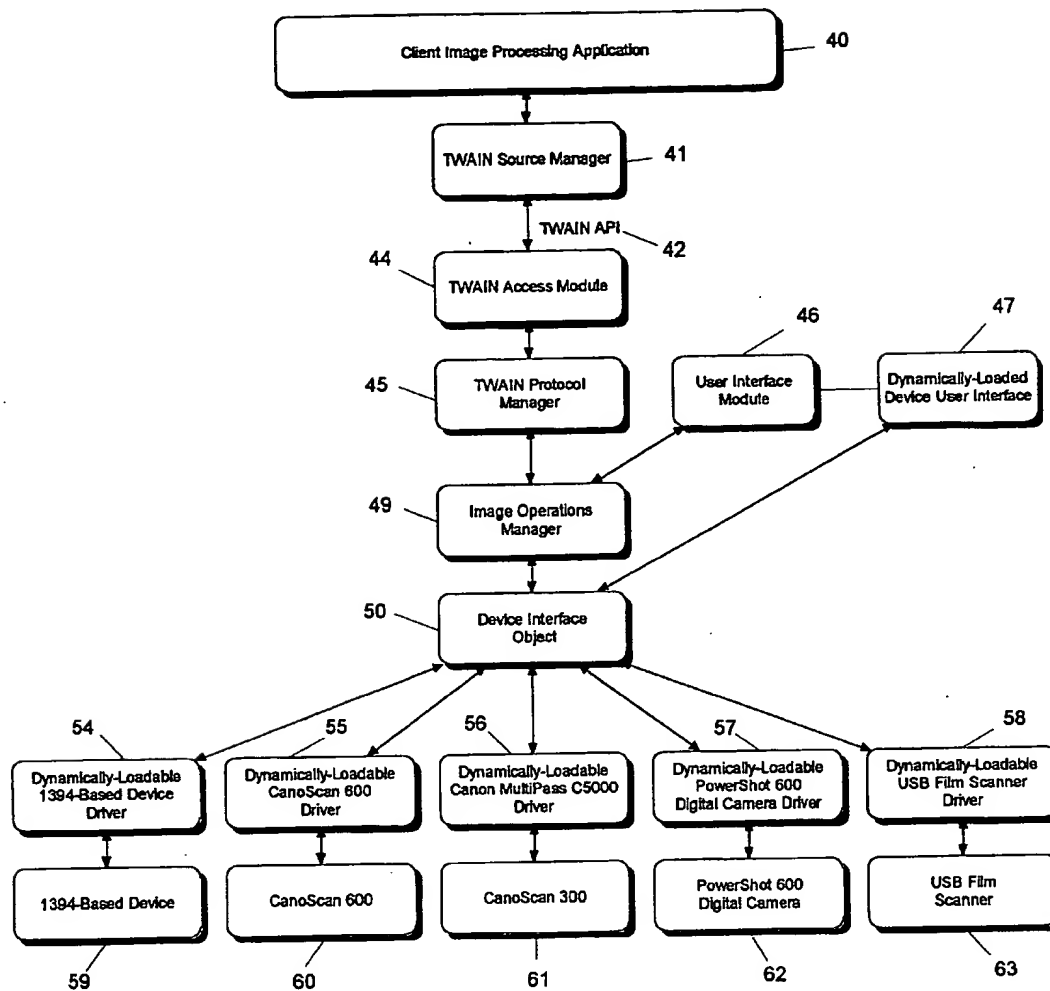 Client Image Processing Application
40
TWAIN Source Manager
41
TWAIN API
42
44
TWAIN Access Module
46
47
45
TWAIN Protocol
Manager
User Interface
Module
Dynamically-Loaded
Device User Interface
49
Image Operations
Manager
50
Device Interface
Object
54
55
56
57
58
Dynamically-Loadable
1394-Based Device
Driver
Dynamically-Loadable
CanoScan 600
Driver
Dynamically-Loadable
Canon MultiPass C5000
Driver
Dynamically-Loadable
PowerShot 600
Digital Camera Driver
Dynamically-Loadable
USB Film Scanner
Driver
1394-Based Device
CanoScan 600
CanoScan 300
PowerShot 600
Digital Camera
USB Film
Scanner
59
60
61
62
63